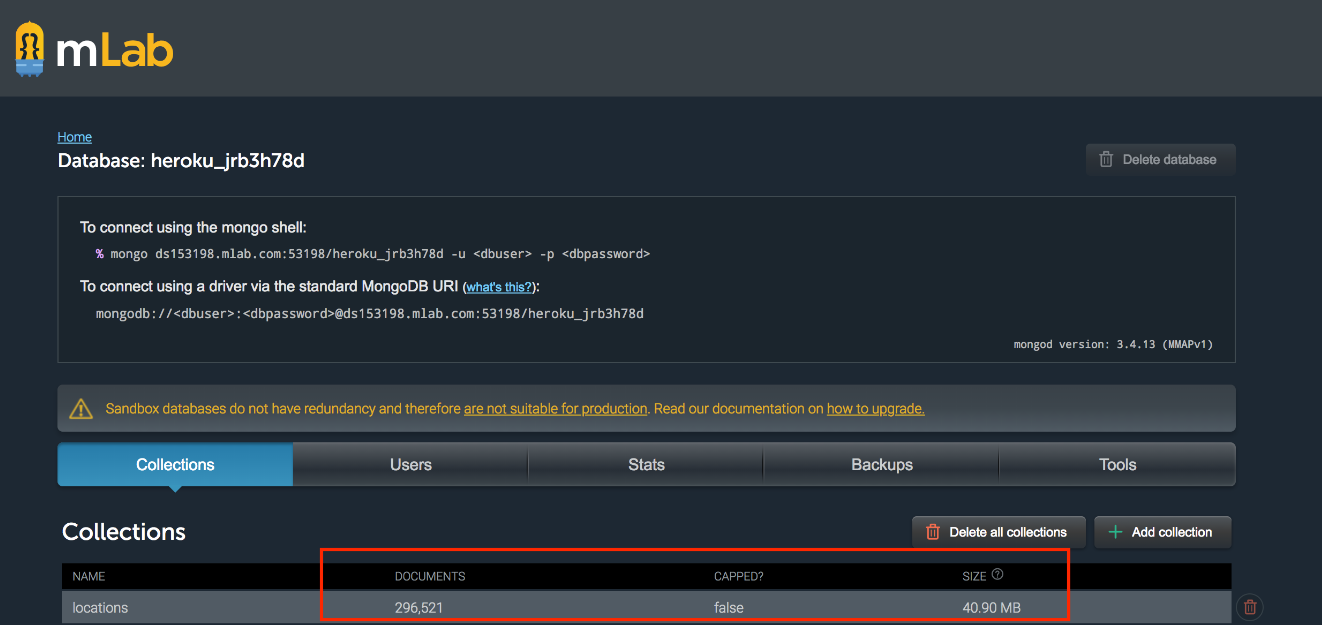 mLab
Home
Database: heroku_jrb3h78d
Delete database
To connect using the mongo shell:
% mongo ds153198.mlab.com:53198/heroku_jrb3h78d -u <dbuser> -p <dbpassword>
To connect using a driver via the standard MongoDB URI (what's this?):
mongodb://<dbuser>:<dbpassword>@ds153198.mlab.com:53198/heroku_jrb3h78d
mongod version: 3.4.13 (MMAPv1)
Sandbox databases do not have redundancy and therefore are not suitable for production. Read our documentation on how to upgrade.
Collections Users Stats Backups Tools
Collections
Delete all collections
Add collection
NAME DOCUMENTS CAPPED? SIZE ?
locations 296,521 false 40.90 MB